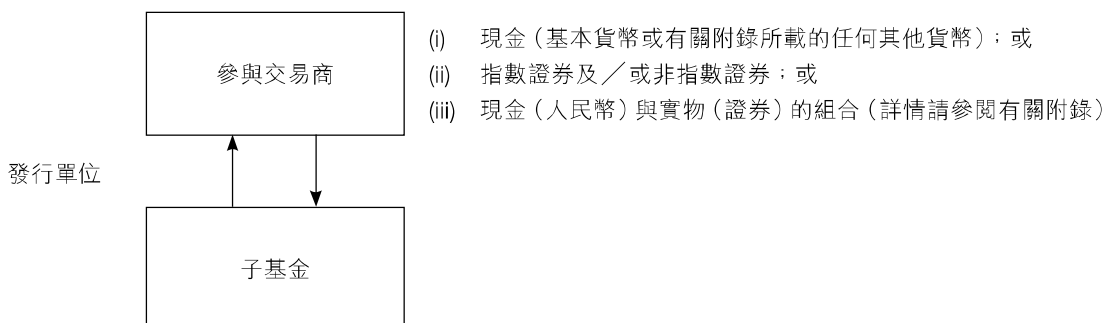 參與交易商
(i) 現金（基本貨幣或有關附錄所載的任何其他貨幣）；或
(ii) 指數證券及／或非指數證券；或
(iii) 現金（人民幣）與實物（證券）的組合（詳情請參閱有關附錄）
發行單位
子基金